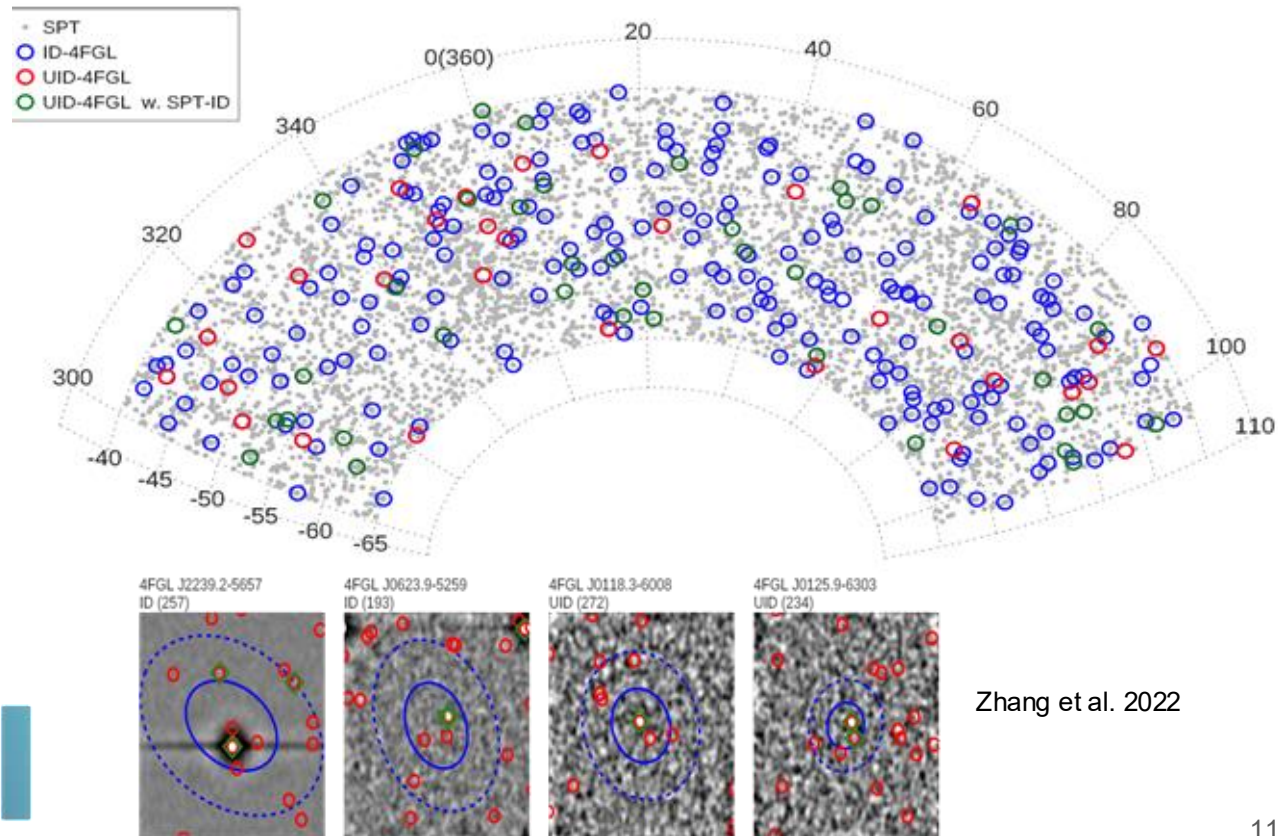 SPT
ID-4FGL
UID-4FGL
UID-4FGL w. SPT-ID
20
0(360)
40
340
60
320
80
300
100
110
-40
-45
-50
-55
-60
-65
4FGL J2239.2-5657
ID (257)
4FGL J0623.9-5259
ID (193)
4FGL J0118.3-6008
UID (272)
4FGL J0125.9-6303
UID (234)
Zhang et al. 2022
11